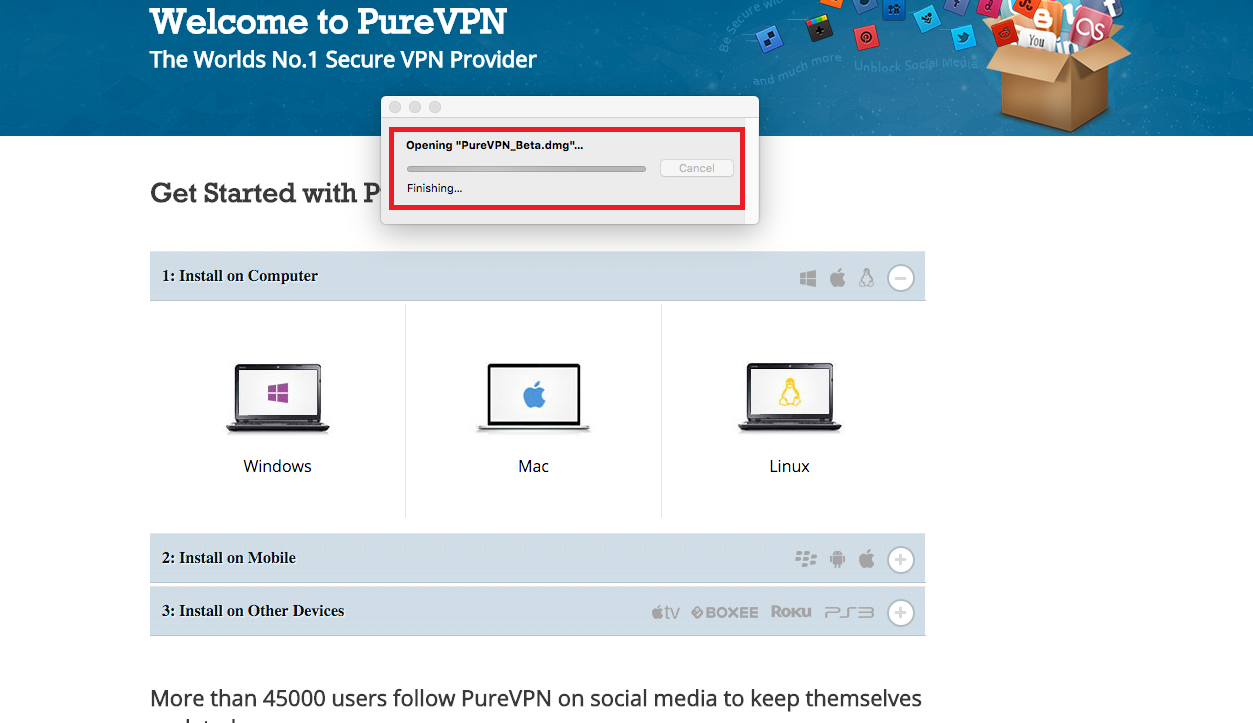 Welcome to PureVPN
The Worlds No.1 Secure VPN Provider
Be Secure
and much more
Unblock Social Media
You
Opening "PureVPN_Beta.dmg"...
Cancel
Finishing...
Get Started with P
1: Install on Computer
Windows
Mac
Linux
2: Install on Mobile
3: Install on Other Devices
tv BOXEE ROKU PS3
More than 45000 users follow PureVPN on social media to keep themselves